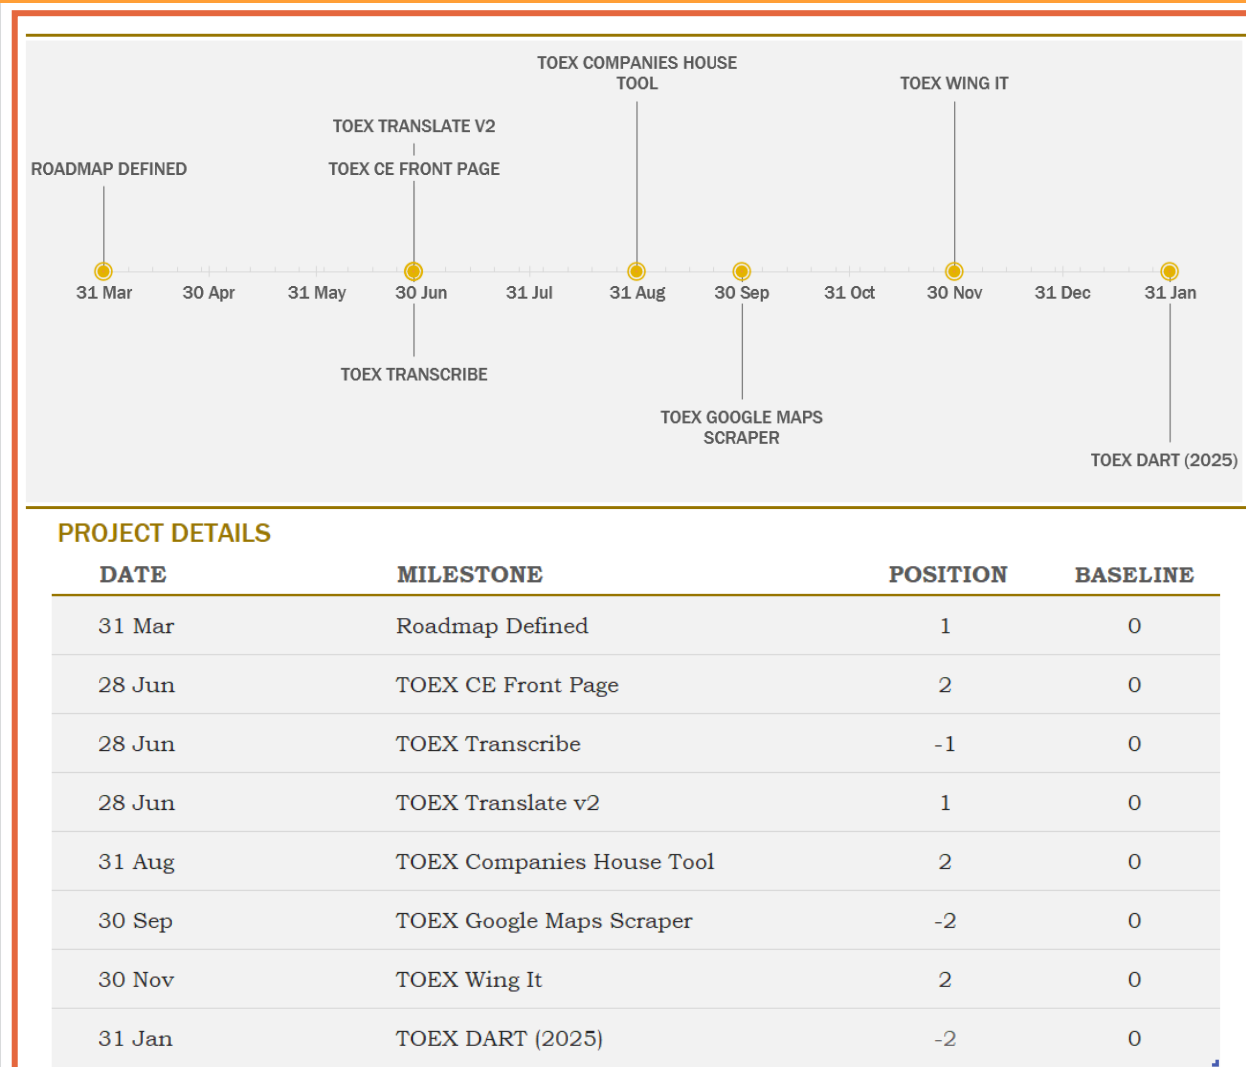 TOEX COMPANIES HOUSE
TOOL
TOEX WING IT
TOEX TRANSLATE V2
ROADMAP DEFINED
TOEX CE FRONT PAGE
31 Mar 30 Apr 31 May 30 Jun 31 Jul 31 Aug 30 Sep 31 Oct 30 Nov 31 Dec 31 Jan
TOEX TRANSCRIBE
TOEX GOOGLE MAPS
SCRAPER
TOEX DART (2025)
PROJECT DETAILS
DATE MILESTONE POSITION BASELINE
31 Mar Roadmap Defined 1 0
28 Jun TOEX CE Front Page 2 0
28 Jun TOEX Transcribe -1 0
28 Jun TOEX Translate v2 1 0
31 Aug TOEX Companies House Tool 2 0
30 Sep TOEX Google Maps Scraper -2 0
30 Nov TOEX Wing It 2 0
31 Jan TOEX DART (2025) -2 0